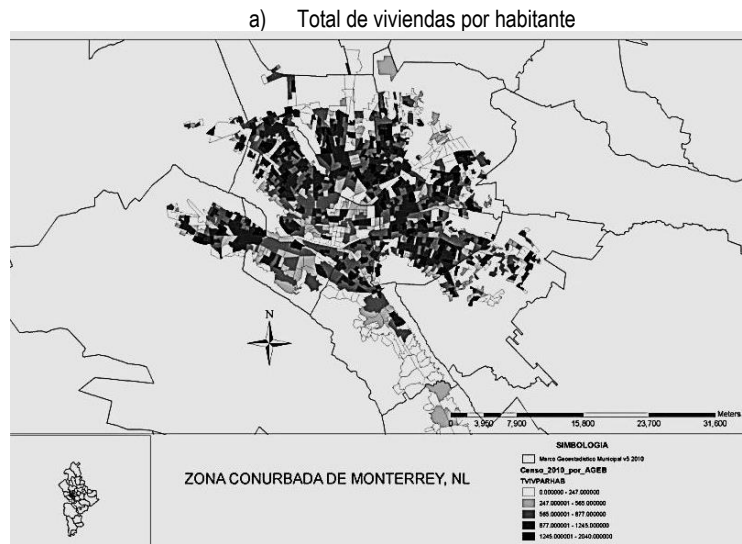 a) Total de viviendas por habitante
N
Meters
0 3,950 7,900 15,800 23,700 31,600
SIMBOLOGIA
Marco Geoestadístico Municipal v5 2010
Censo_2010_por_AGEB
TVIVPARHAB
0.000000 - 247.000000
247.000001 - 565.000000
565.000001 - 877.000000
877.000001 - 1245.000000
1245.000001 - 2040.000000
ZONA CONURBADA DE MONTERREY, NL